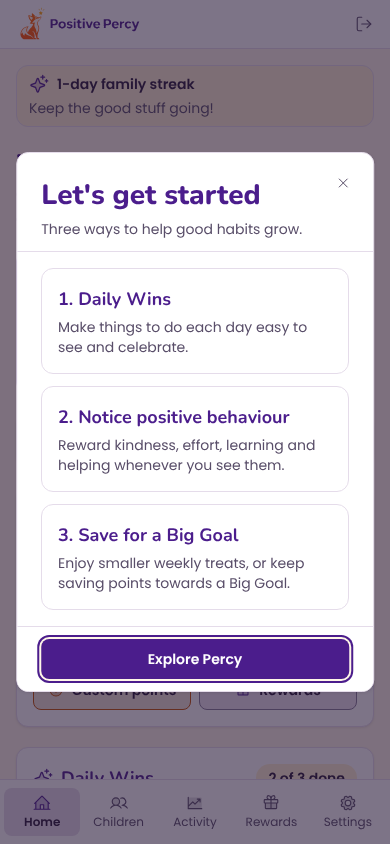 Positive Percy
1-day family streak
Keep the good stuff going!
Let's get started
Three ways to help good habits grow.
1. Daily Wins
Make things to do each day easy to
see and celebrate.
2. Notice positive behaviour
Reward kindness, effort, learning and
helping whenever you see them.
3. Save for a Big Goal
Enjoy smaller weekly treats, or keep
saving points towards a Big Goal.
Explore Percy
Custom points
Rewards
Daily Wins
2 of 3 done
Home
Children
Activity
Rewards
Settings